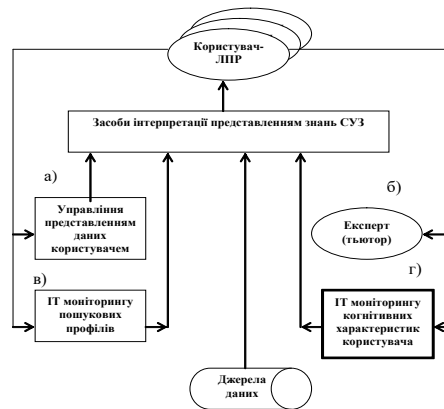 Користувач-
ЛПР
Засоби інтерпретації представленням знань СУЗ
а)
Управління
представленням
даних
користувачем
б)
Експерт
(тьютор)
в)
ІТ моніторингу
пошукових
профілів
г)
ІТ моніторингу
когнітивних
характеристик
користувача
Джерела
даних